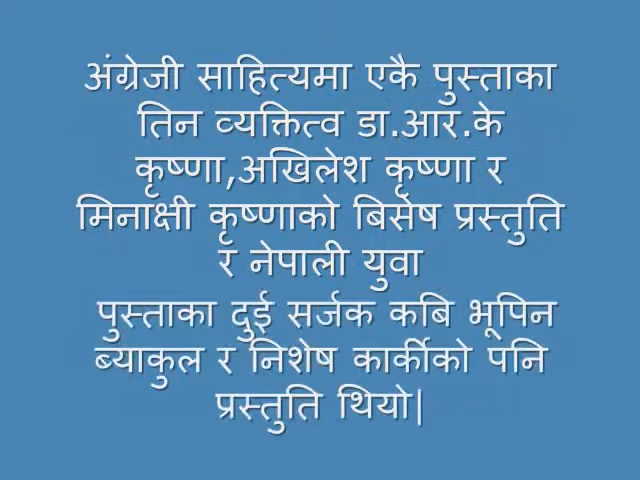 अंग्रेजी साहित्यमा एकै पुस्ताका
तिन व्यक्तित्व डा.आर.के
कृष्णा,अखिलेश कृष्णा र
मिनाक्षी कृष्णाको बिसेष प्रस्तुति
र नेपाली युवा
पुस्ताका दुई सर्जक कबि भूपिन
ब्याकुल र निशेष कार्कीको पनि
प्रस्तुति थियो|